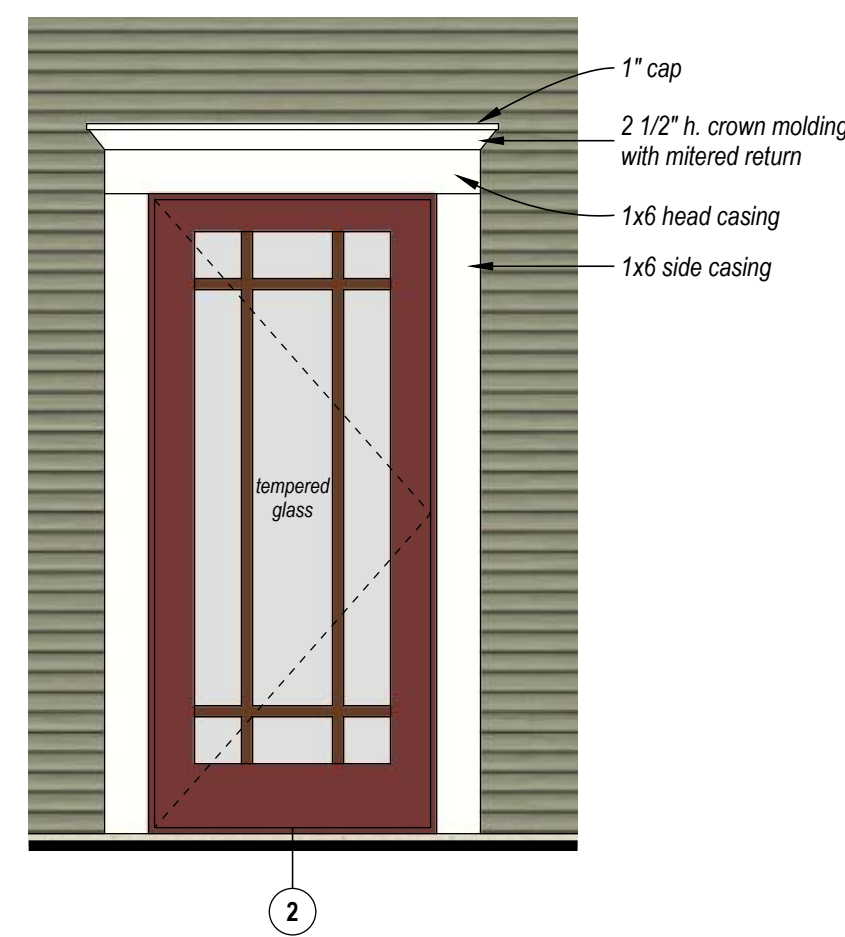 1" cap
2 1/2" h. crown molding
with mitered return
1x6 head casing
1x6 side casing
tempered
glass
2